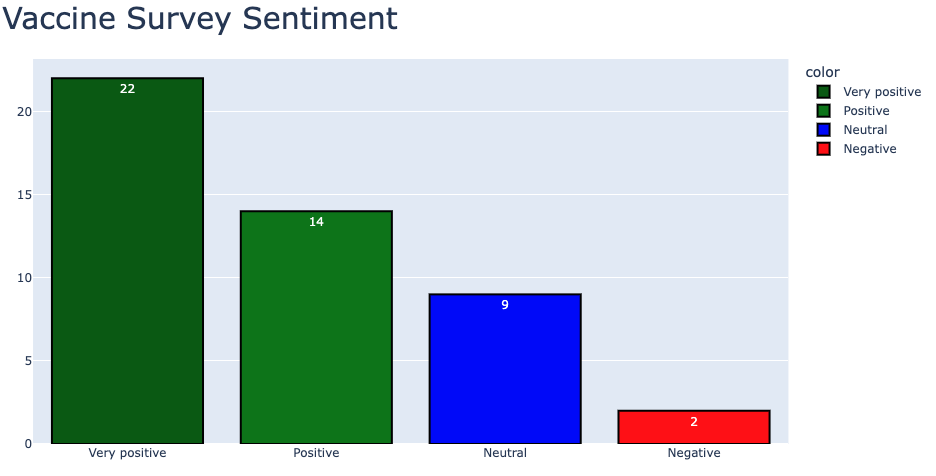 Vaccine Survey Sentiment
22
14
9
2
20
15
10
5
0
Very positive
Positive
Neutral
Negative
color
Very positive
Positive
Neutral
Negative